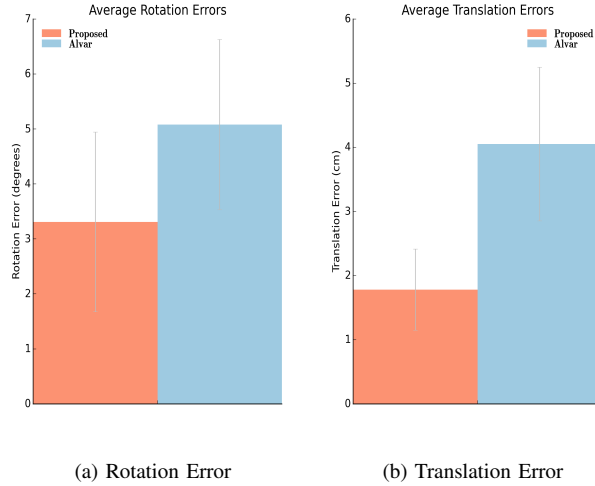 Average Rotation Errors
7
6
5
4
3
2
1
0
Rotation Error (degrees)
Proposed
Alvar
(a) Rotation Error
Average Translation Errors
6
5
4
3
2
1
0
Translation Error (cm)
Proposed
Alvar
(b) Translation Error